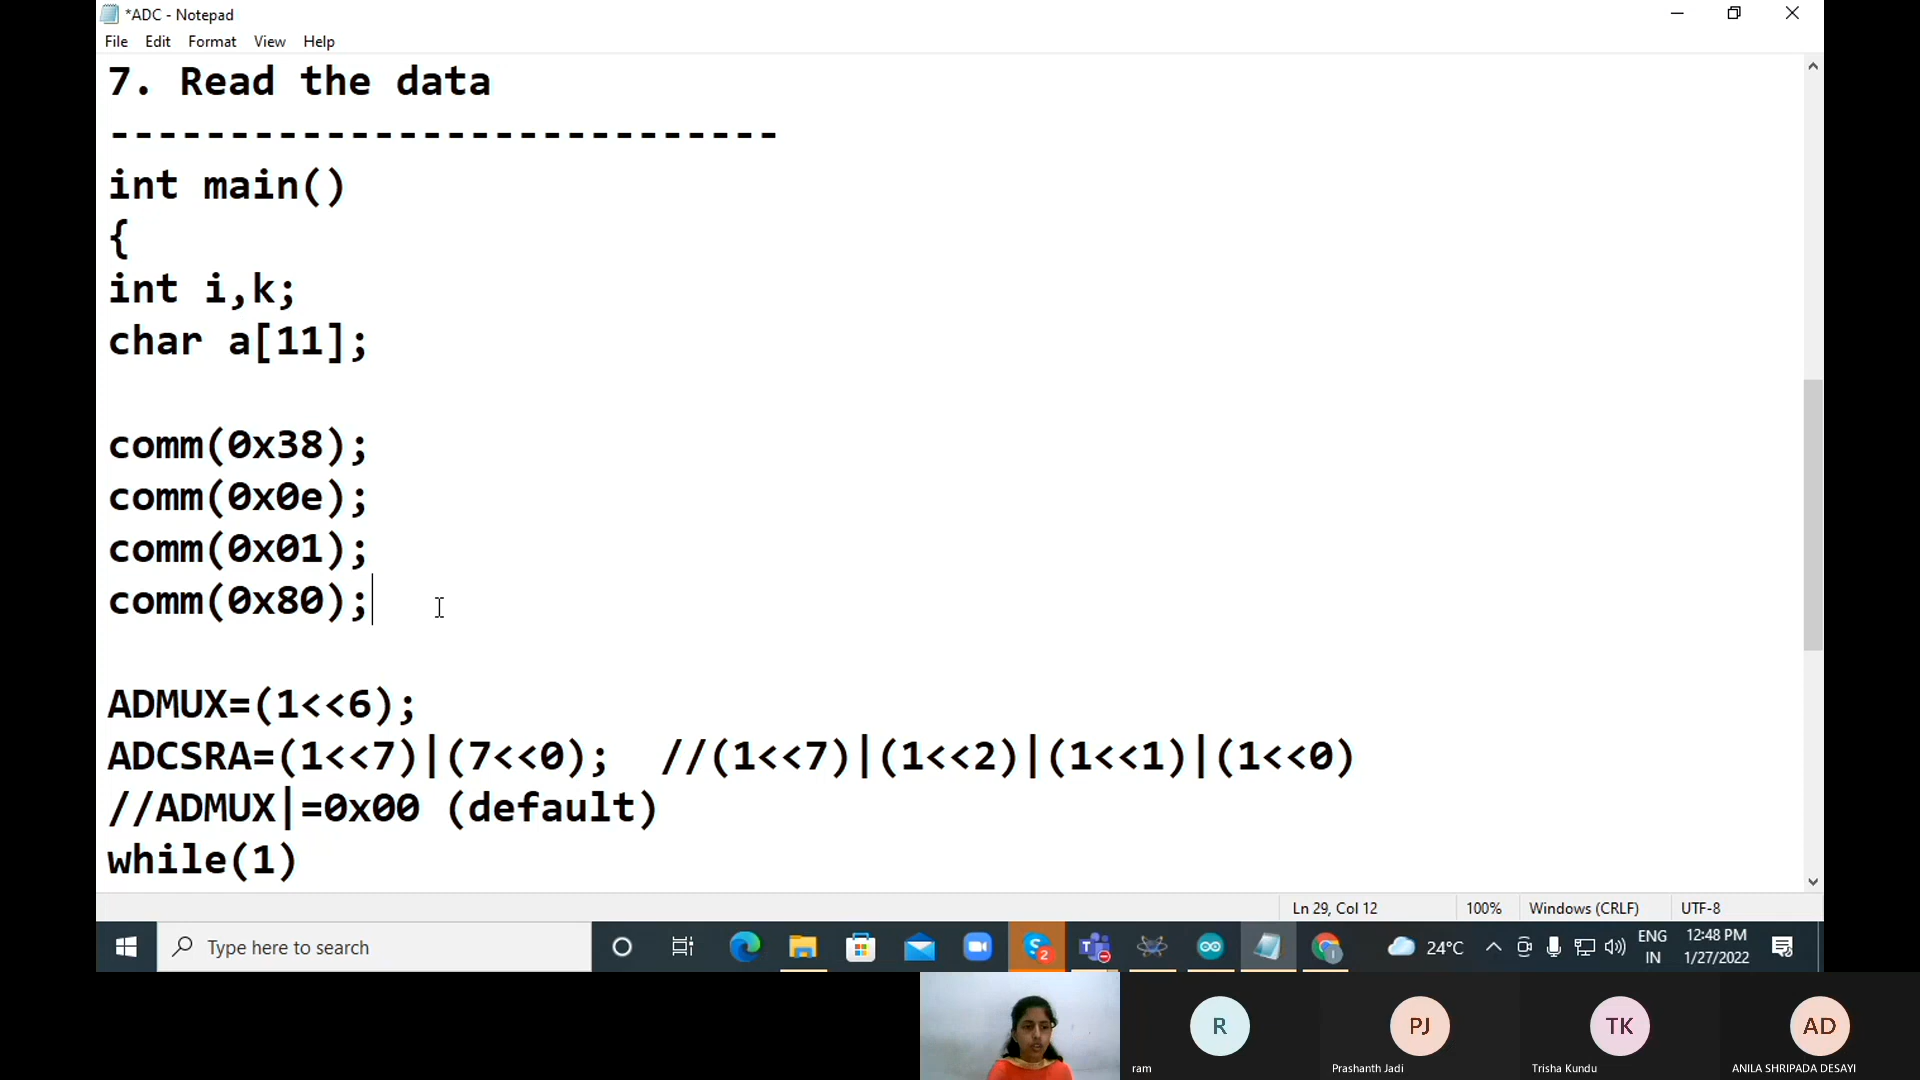 *ADC - Notepad
File Edit Format View Help
7. Read the data
----------------------------
int main()
{
int i,k;
char a[11];
comm(0x38);
comm(0x0e);
comm(0x01);
comm(0x80);
ADMUX=(1<<6);
ADCSRA=(1<<7)|(7<<0); //(1<<7)|(1<<2)|(1<<1)|(1<<0)
//ADMUX|=0x00 (default)
while(1)
Ln 29, Col 12 100% Windows (CRLF) UTF-8
Type here to search
24°C
ENG
IN
12:48 PM
1/27/2022
R
PJ
TK
AD
ram
Prashanth Jadi
Trisha Kundu
ANILA SHRIPADA DESAYI